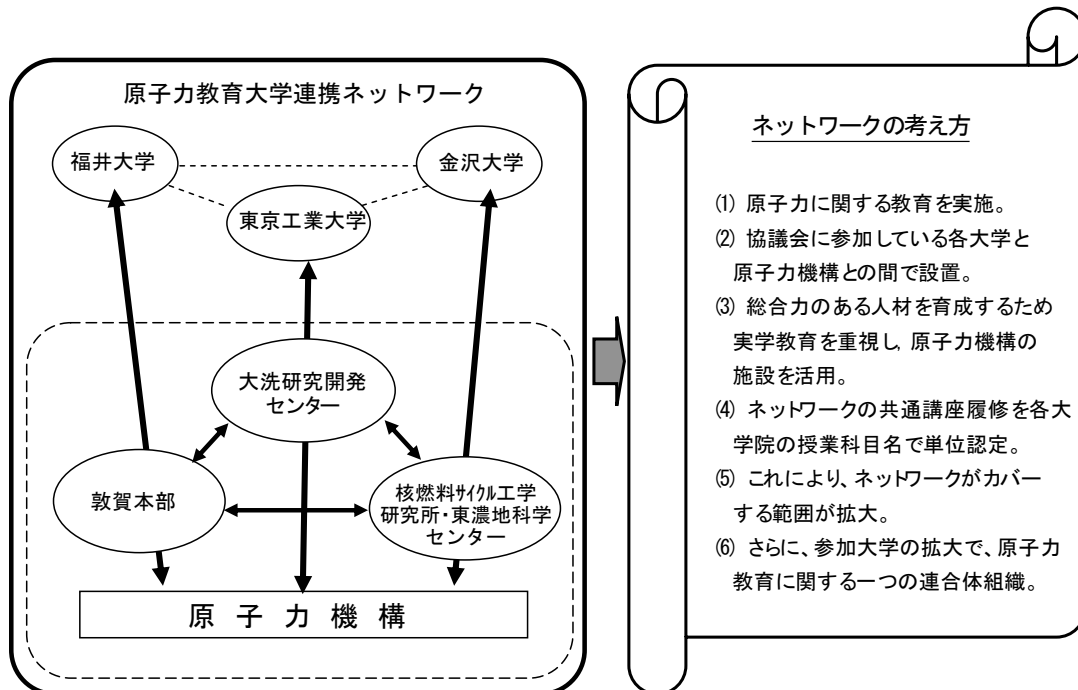 原子力教育大学連携ネットワーク
福井大学
金沢大学
東京工業大学
大洗研究開発
センター
敦賀本部
核燃料ｻｲｸﾙ工学
研究所・東濃地科学
センター
原子力機構
ネットワークの考え方
⑴ 原子力に関する教育を実施。
⑵ 協議会に参加している各大学と
原子力機構との間で設置。
⑶ 総合力のある人材を育成するため
実学教育を重視し, 原子力機構の
施設を活用。
⑷ ネットワークの共通講座履修を各大
学院の授業科目名で単位認定。
⑸ これにより、ネットワークがカバー
する範囲が拡大。
⑹ さらに、参加大学の拡大で、原子力
教育に関する一つの連合体組織。